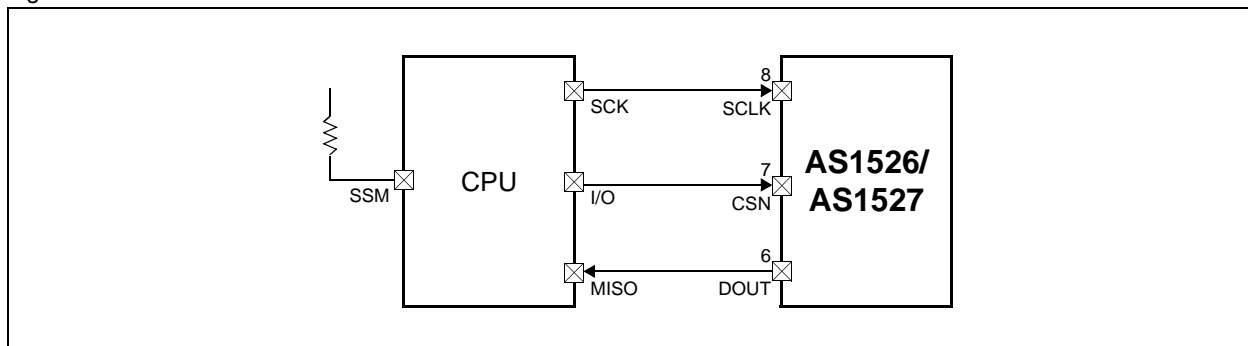 8
SCK
SCLK
CPU
AS1526/
AS1527
7
SSM
I/O
CSN
6
MISO
DOUT